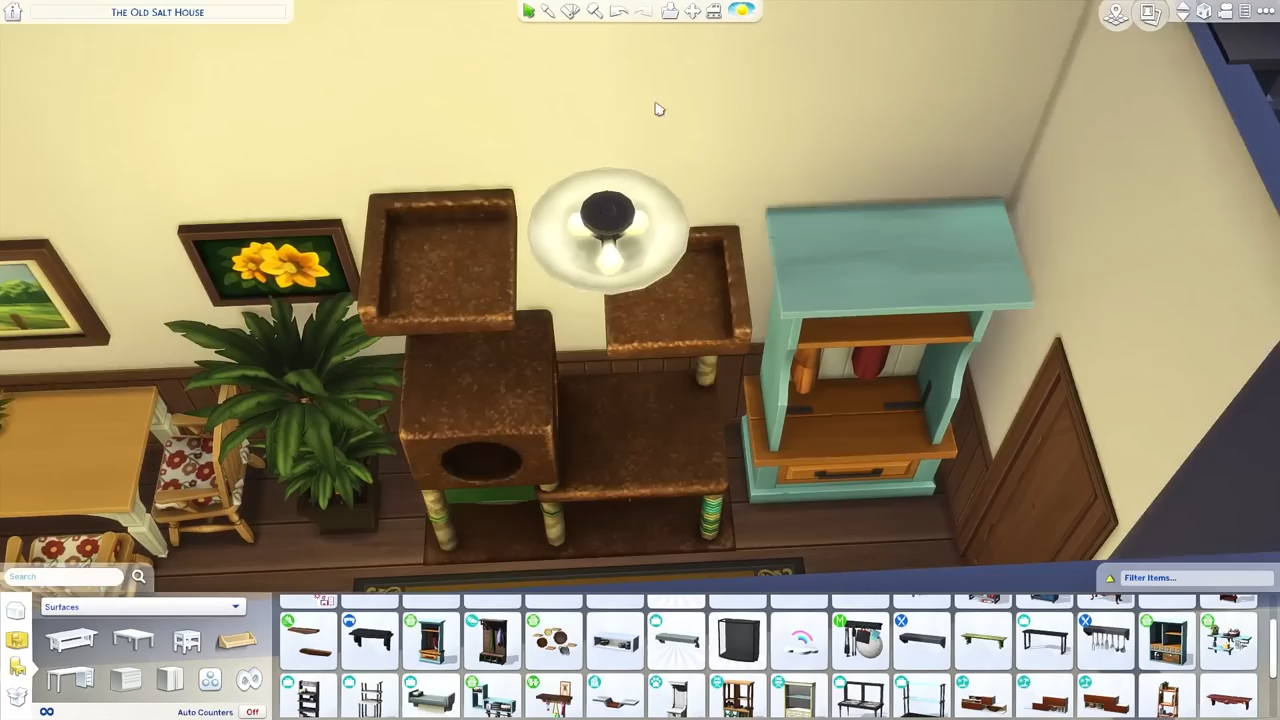 The Old Salt House
Search
Filter Items...
Surfaces
Auto Counters
Off